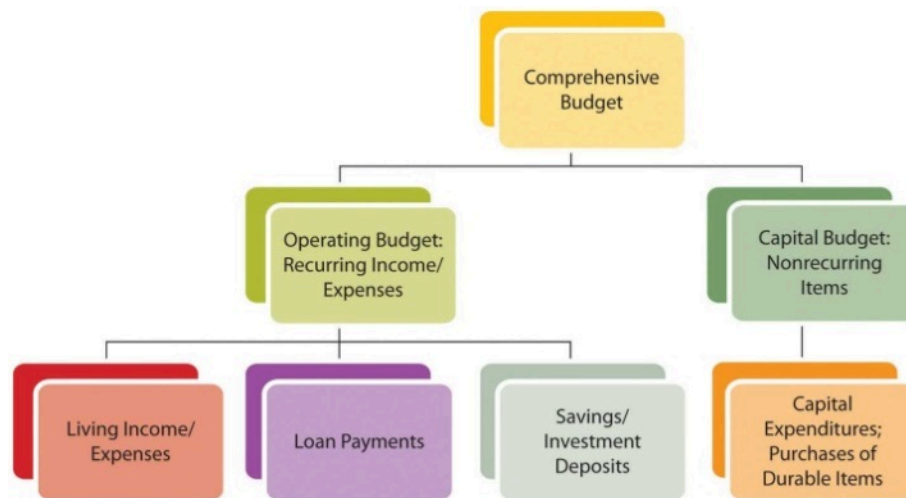 Comprehensive
Budget
Operating Budget:
Recurring Income/
Expenses
Capital Budget:
Nonrecurring
Items
Living Income/
Expenses
Loan Payments
Savings/
Investment
Deposits
Capital
Expenditures;
Purchases of
Durable Items